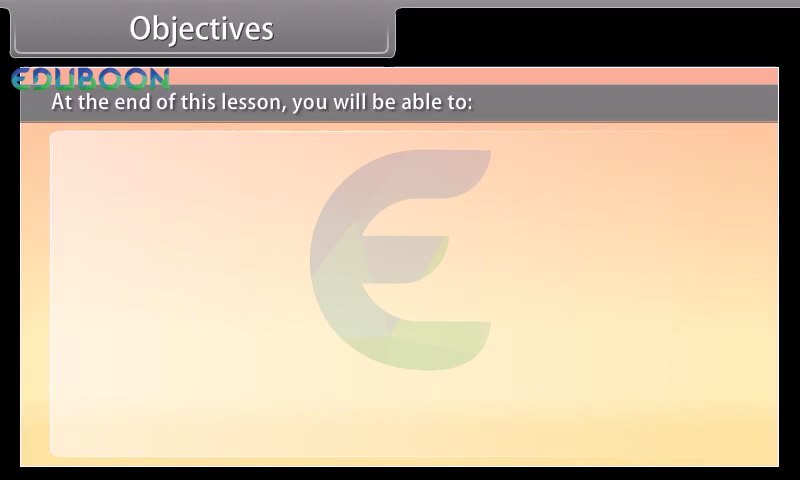 Objectives
EDUBOON
At the end of this lesson, you will be able to: